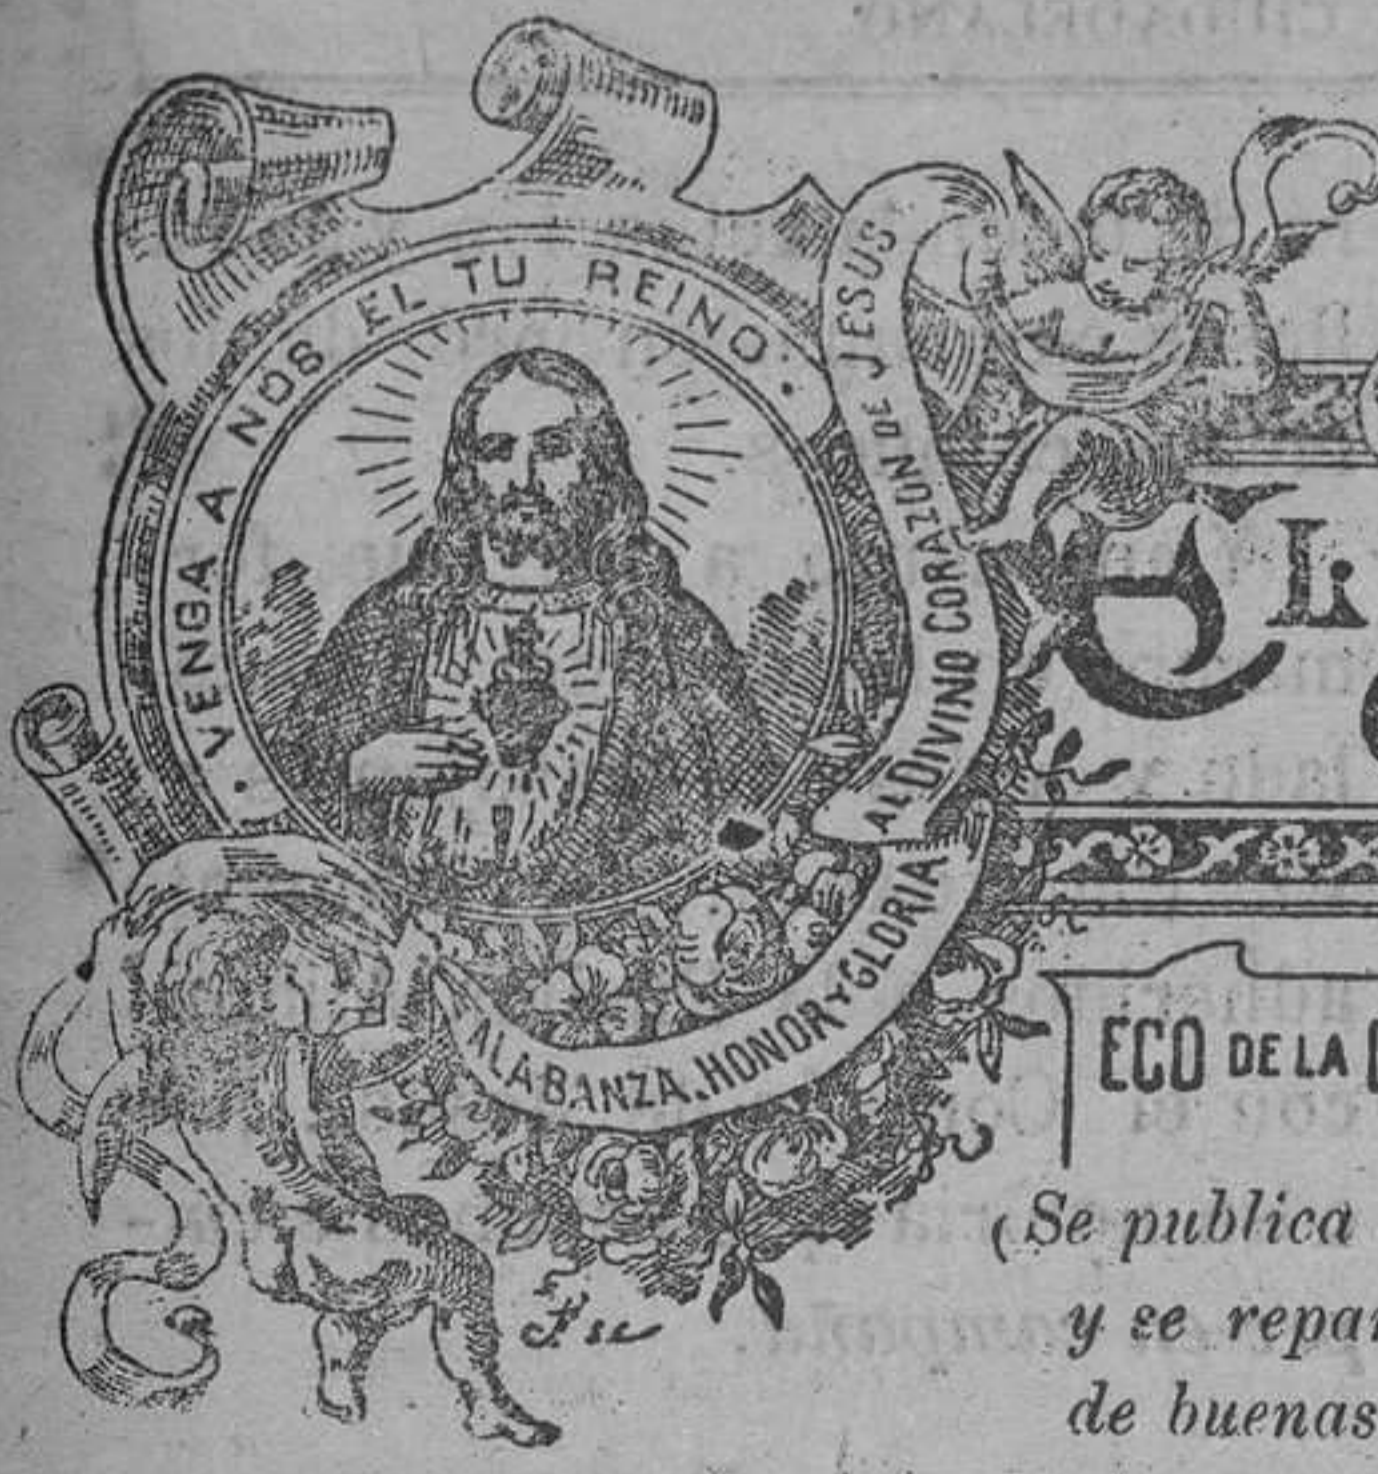 · VENGA A NOS EL TU REINO ·
ALABANZA, HONOR Y GLORIA
AL DIVINO CORAZON DE JESUS
EL
ECO DE LA
(Se publica
y se repar
de buenas